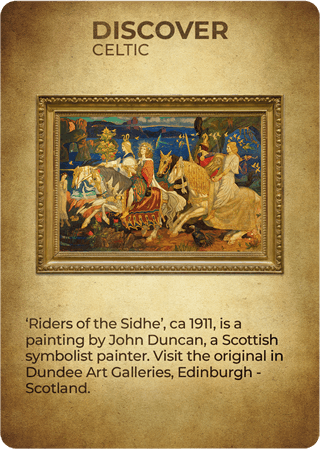 DISCOVER
CELTIC
‘Riders of the Sidhe’, ca 1911, is a
painting by John Duncan, a Scottish
symbolist painter. Visit the original in
Dundee Art Galleries, Edinburgh -
Scotland.